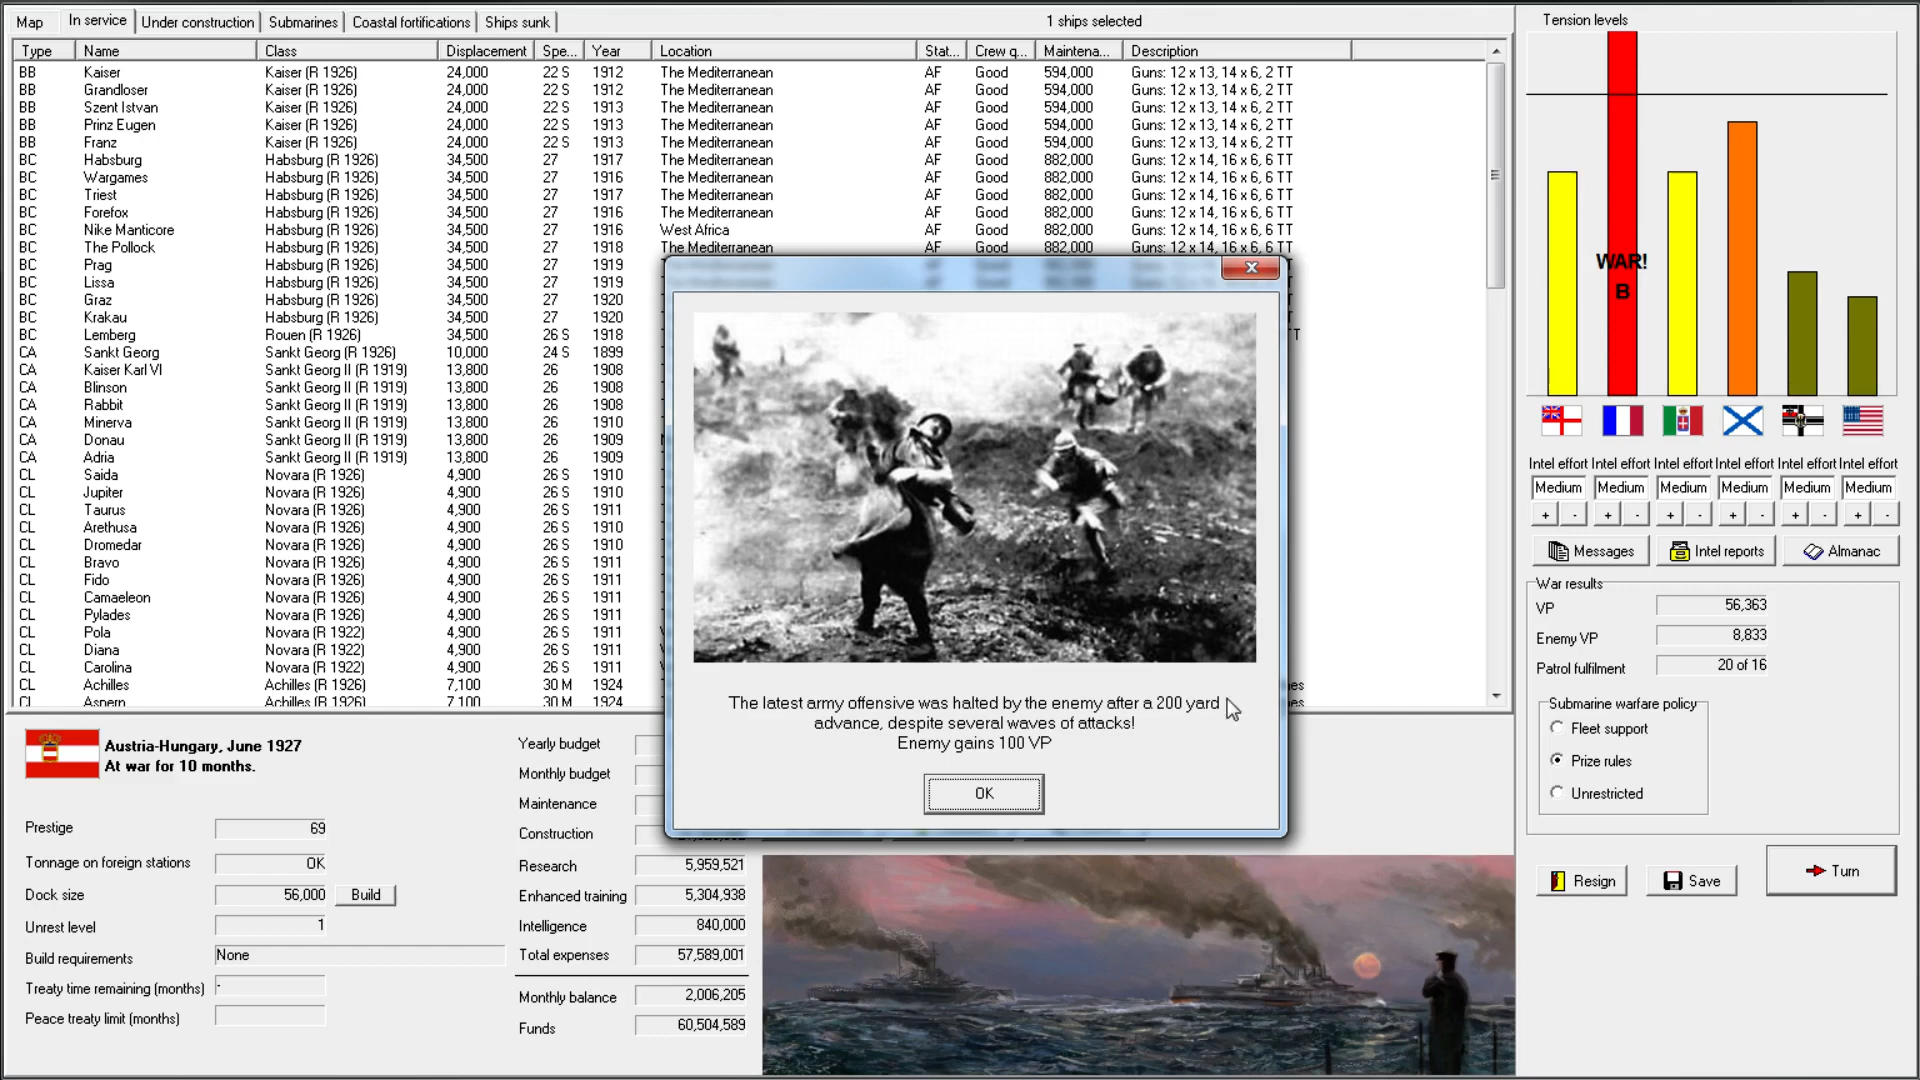 Map In service Under construction Submarines Coastal fortifications Ships sunk 1 ships selected
Type Name Class Displacement Spe... Year Location Stat... Crew q... Maintena... Description
BB Kaiser Kaiser (R 1926) 24,000 22 S 1912 The Mediterranean AF Good 594,000 Guns: 12 x 13, 14 x 6, 2 TT
BB Grandloser Kaiser (R 1926) 24,000 22 S 1912 The Mediterranean AF Good 594,000 Guns: 12 x 13, 14 x 6, 2 TT
BB Szent Istvan Kaiser (R 1926) 24,000 22 S 1913 The Mediterranean AF Good 594,000 Guns: 12 x 13, 14 x 6, 2 TT
BB Prinz Eugen Kaiser (R 1926) 24,000 22 S 1913 The Mediterranean AF Good 594,000 Guns: 12 x 13, 14 x 6, 2 TT
BB Franz Kaiser (R 1926) 24,000 22 S 1913 The Mediterranean AF Good 594,000 Guns: 12 x 13, 14 x 6, 2 TT
BC Habsburg Habsburg (R 1926) 34,500 27 1917 The Mediterranean AF Good 882,000 Guns: 12 x 14, 16 x 6, 6 TT
BC Wargames Habsburg (R 1926) 34,500 27 1916 The Mediterranean AF Good 882,000 Guns: 12 x 14, 16 x 6, 6 TT
BC Triest Habsburg (R 1926) 34,500 27 1917 The Mediterranean AF Good 882,000 Guns: 12 x 14, 16 x 6, 6 TT
BC Forefox Habsburg (R 1926) 34,500 27 1916 The Mediterranean AF Good 882,000 Guns: 12 x 14, 16 x 6, 6 TT
BC Nike Manticore Habsburg (R 1926) 34,500 27 1916 West Africa AF Good 882,000 Guns: 12 x 14, 16 x 6, 6 TT
BC The Pollock Habsburg (R 1926) 34,500 27 1918 The Mediterranean AF Good 882,000 Guns: 12 x 14, 16 x 6, 6 TT
BC Prag Habsburg (R 1926) 34,500 27 1919
BC Lissa Habsburg (R 1926) 34,500 27 1919
BC Graz Habsburg (R 1926) 34,500 27 1920
BC Krakau Habsburg (R 1926) 34,500 27 1920
BC Lemberg Rouen (R 1926) 34,500 26 S 1918
CA Sankt Georg Sankt Georg (R 1926) 10,000 24 S 1899
CA Kaiser Karl VI Sankt Georg II (R 1919) 13,800 26 1908
CA Blinson Sankt Georg II (R 1919) 13,800 26 1908
CA Rabbit Sankt Georg II (R 1919) 13,800 26 1908
CA Minerva Sankt Georg II (R 1919) 13,800 26 1910
CA Donau Sankt Georg II (R 1919) 13,800 26 1909
CA Adria Sankt Georg II (R 1919) 13,800 26 1909
CL Saida Novara (R 1926) 4,900 26 S 1910
CL Jupiter Novara (R 1926) 4,900 26 S 1910
CL Taurus Novara (R 1926) 4,900 26 S 1911
CL Arethusa Novara (R 1926) 4,900 26 S 1910
CL Dromedar Novara (R 1926) 4,900 26 S 1910
CL Bravo Novara (R 1926) 4,900 26 S 1911
CL Fido Novara (R 1926) 4,900 26 S 1911
CL Camaeleon Novara (R 1926) 4,900 26 S 1911
CL Pylades Novara (R 1926) 4,900 26 S 1911
CL Pola Novara (R 1922) 4,900 26 S 1911
CL Diana Novara (R 1922) 4,900 26 S 1911
CL Carolina Novara (R 1922) 4,900 26 S 1911
CL Achilles Achilles (R 1926) 7,100 30 M 1924
CL Aspern Achilles (R 1926) 7,100 30 M 1924
The latest army offensive was halted by the enemy after a 200 yard
advance, despite several waves of attacks!
Enemy gains 100 VP
OK
Austria-Hungary, June 1927
At war for 10 months.
Prestige 69
Tonnage on foreign stations OK
Dock size 56,000 Build
Unrest level 1
Build requirements None
Treaty time remaining (months) -
Peace treaty limit (months)
Yearly budget
Monthly budget
Maintenance
Construction
Research 5,959,521
Enhanced training 5,304,938
Intelligence 840,000
Total expenses 57,589,001
Monthly balance 2,006,205
Funds 60,504,589
Tension levels
WAR!
B
Intel effort Intel effort Intel effort Intel effort Intel effort Intel effort
Medium Medium Medium Medium Medium Medium
+ - + - + - + - + - + -
Messages Intel reports Almanac
War results
VP 56,363
Enemy VP 8,833
Patrol fulfilment 20 of 16
Submarine warfare policy
Fleet support
Prize rules
Unrestricted
Resign Save Turn